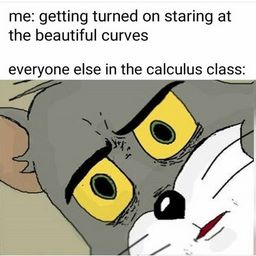 me: getting turned on staring at
the beautiful curves
everyone else in the calculus class: